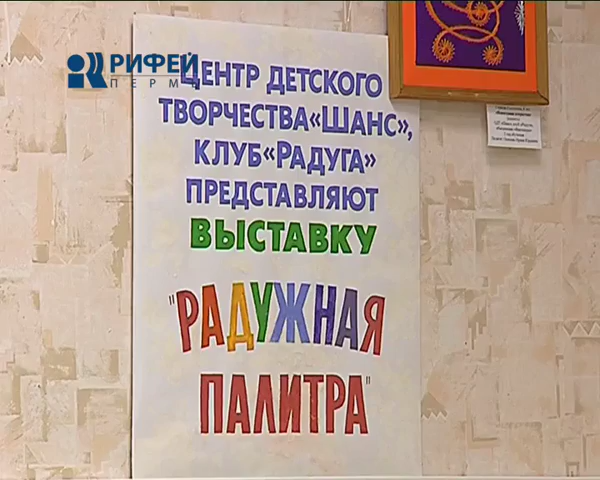 РИФЕЙ
ПЕРМЬ
ЦЕНТР ДЕТСКОГО
ТВОРЧЕСТВА«ШАНС»,
КЛУБ«РАДУГА»
ПРЕДСТАВЛЯЮТ
ВЫСТАВКУ
"РАДУЖНАЯ
ПАЛИТРА"